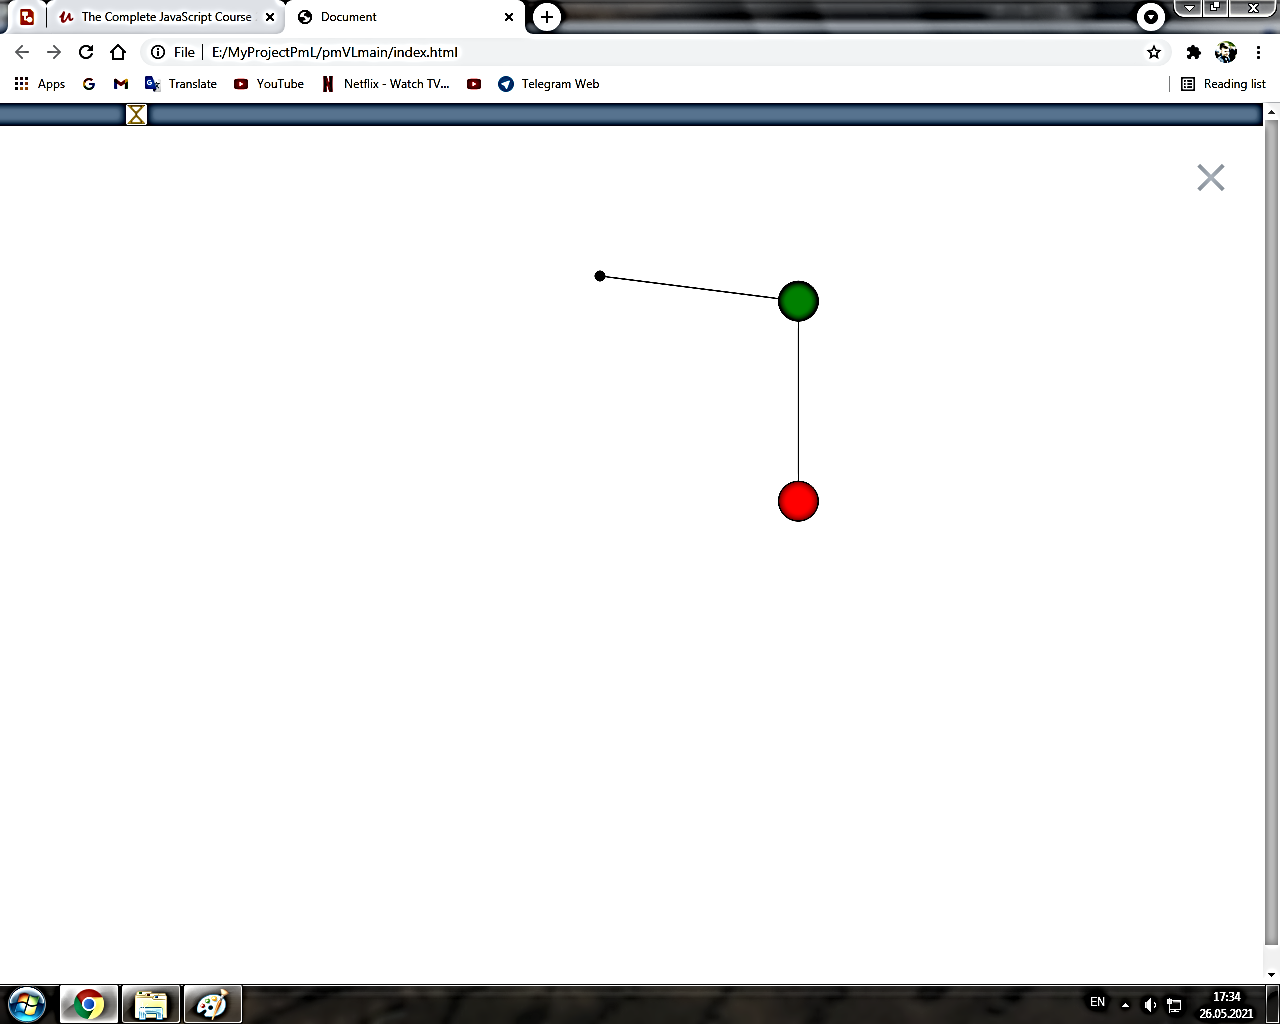 The Complete JavaScript Course
Document
File
E:/MyProjectPmL/pmVLmain/index.html
Apps
Translate
YouTube
Netflix - Watch TV...
Telegram Web
Reading list
EN
17:34
26.05.2021